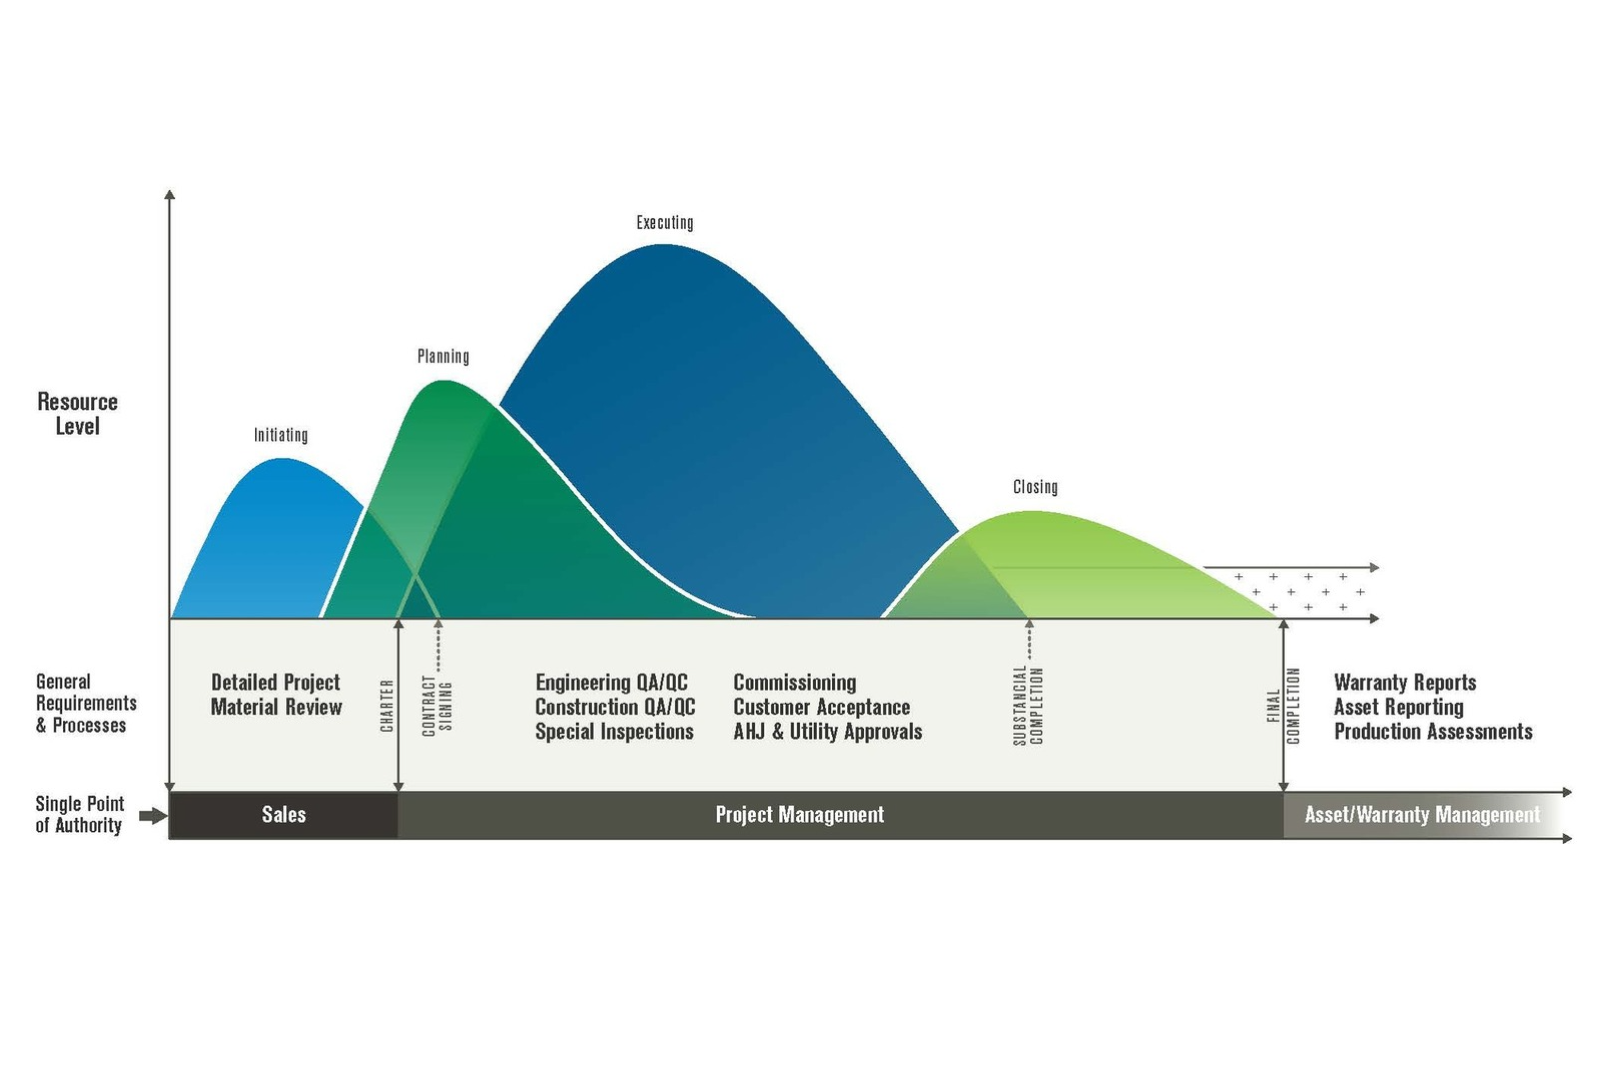 Executing
Planning
Initiating
Closing
Resource
Level
General
Requirements
& Processes
Detailed Project
Material Review
CHARTER
CONTRACT
SIGNING
Engineering QA/QC
Construction QA/QC
Special Inspections
Commissioning
Customer Acceptance
AHJ & Utility Approvals
SUBSTANCIAL
COMPLETION
FINAL
COMPLETION
Warranty Reports
Asset Reporting
Production Assessments
Single Point
of Authority
Sales
Project Management
Asset/Warranty Management